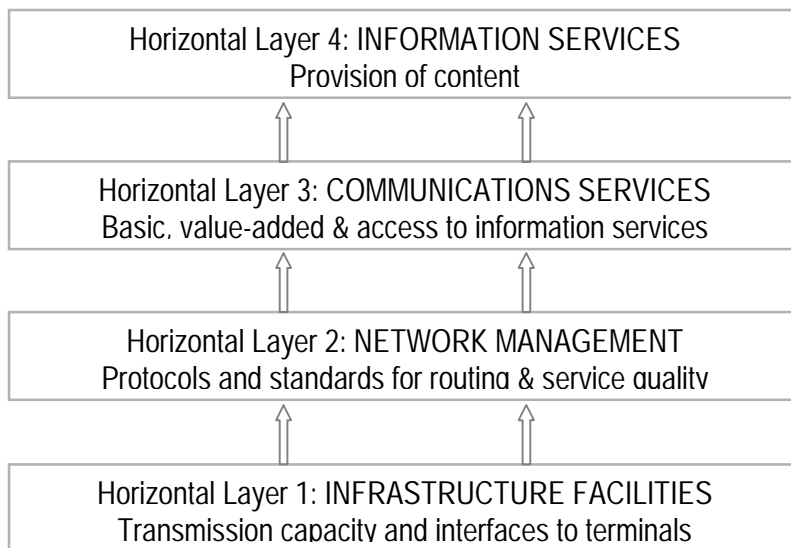 Horizontal Layer 4: INFORMATION SERVICES
Provision of content
Horizontal Layer 3: COMMUNICATIONS SERVICES
Basic, value-added & access to information services
Horizontal Layer 2: NETWORK MANAGEMENT
Protocols and standards for routing & service quality
Horizontal Layer 1: INFRASTRUCTURE FACILITIES
Transmission capacity and interfaces to terminals